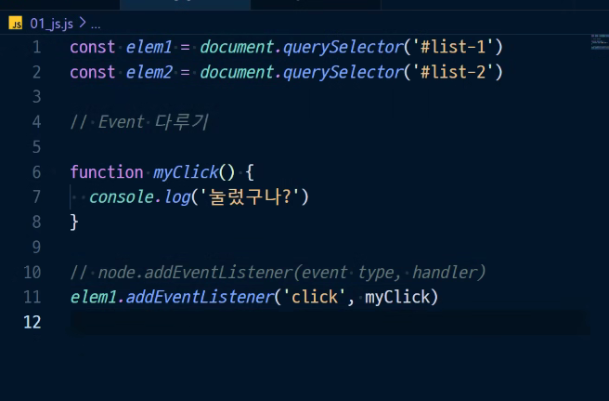 JS 01_js.js > ...
1 const elem1 = document.querySelector('#list-1')
2 const elem2 = document.querySelector('#list-2')
3
4 // Event 다루기
5
6 function myClick() {
7   console.log('눌렸구나?')
8 }
9
10 // node.addEventListener(event type, handler)
11 elem1.addEventListener('click', myClick)
12